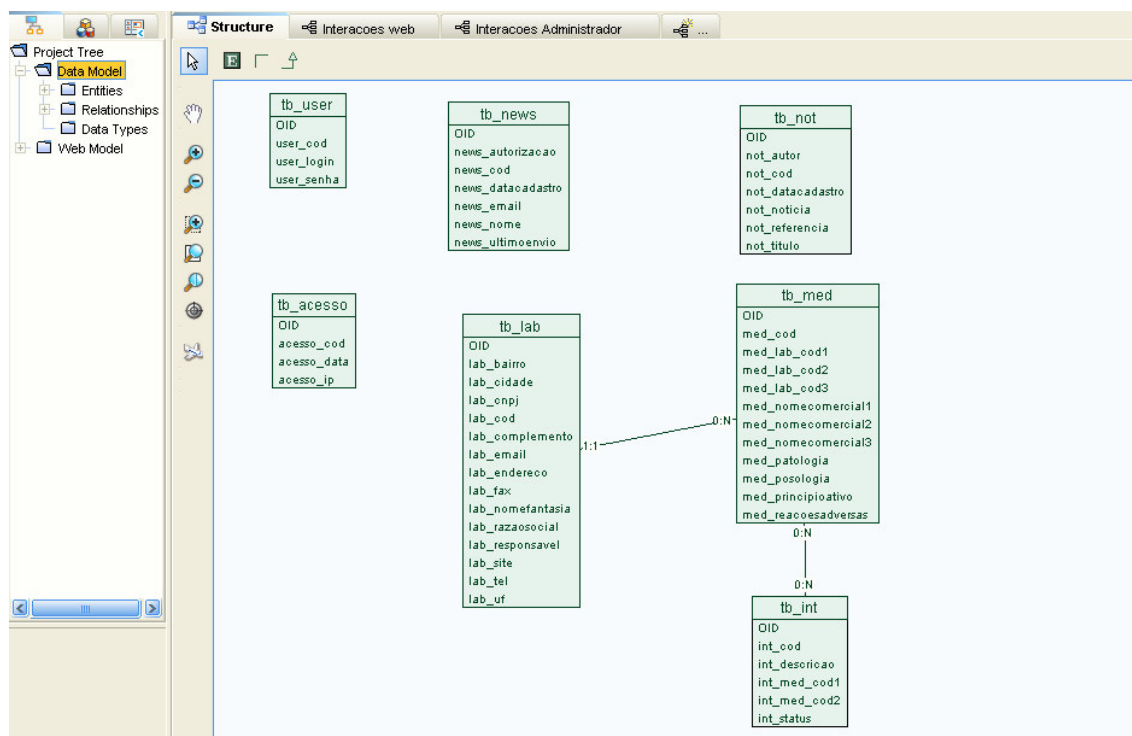 Structure
Interacoes web
Interacoes Administrador
...
Project Tree
Data Model
Entities
Relationships
Data Types
Web Model
E
tb_user
OID
user_cod
user_login
user_senha
tb_news
OID
news_autorizacao
news_cod
news_datacadastro
news_email
news_nome
news_ultimoenvio
tb_not
OID
not_autor
not_cod
not_datacadastro
not_noticia
not_referencia
not_titulo
tb_acesso
OID
acesso_cod
acesso_data
acesso_ip
tb_lab
OID
lab_bairro
lab_cidade
lab_cnpj
lab_cod
lab_complemento
lab_email
lab_endereco
lab_fax
lab_nomefantasia
lab_razaosocial
lab_responsavel
lab_site
lab_tel
lab_uf
1:1
0:N
tb_med
OID
med_cod
med_lab_cod1
med_lab_cod2
med_lab_cod3
med_nomecomercial1
med_nomecomercial2
med_nomecomercial3
med_patologia
med_posologia
med_principioativo
med_reacoesadversas
0:N
0:N
tb_int
OID
int_cod
int_descricao
int_med_cod1
int_med_cod2
int_status